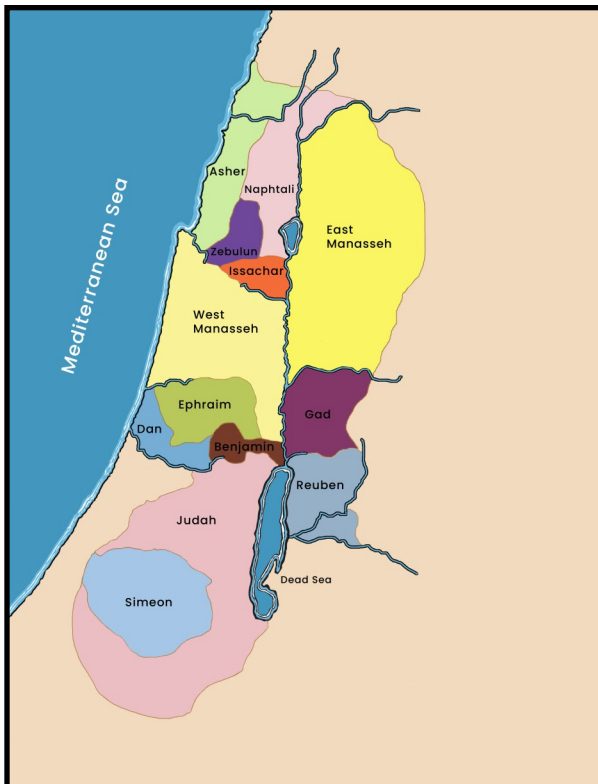 Asher
Naphtali
Mediterranean Sea
East
Manasseh
Zebulun
Issachar
West
Manasseh
Ephraim
Gad
Dan
Benjamin
Reuben
Judah
Dead Sea
Simeon